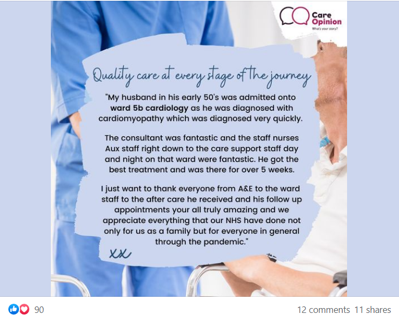 Care
Opinion
What's your story?
Quality care at every stage of the journey
"My husband in his early 50's was admitted onto
ward 5b cardiology as he was diagnosed with
cardiomyopathy which was diagnosed very quickly.
The consultant was fantastic and the staff nurses
Aux staff right down to the care support staff day
and night on that ward were fantastic. He got the
best treatment and was there for over 5 weeks.
I just want to thank everyone from A&E to the ward
staff to the after care he received and his follow up
appointments your all truly amazing and we
appreciate everything that our NHS have done not
only for us as a family but for everyone in general
through the pandemic."
xx
90
12 comments 11 shares